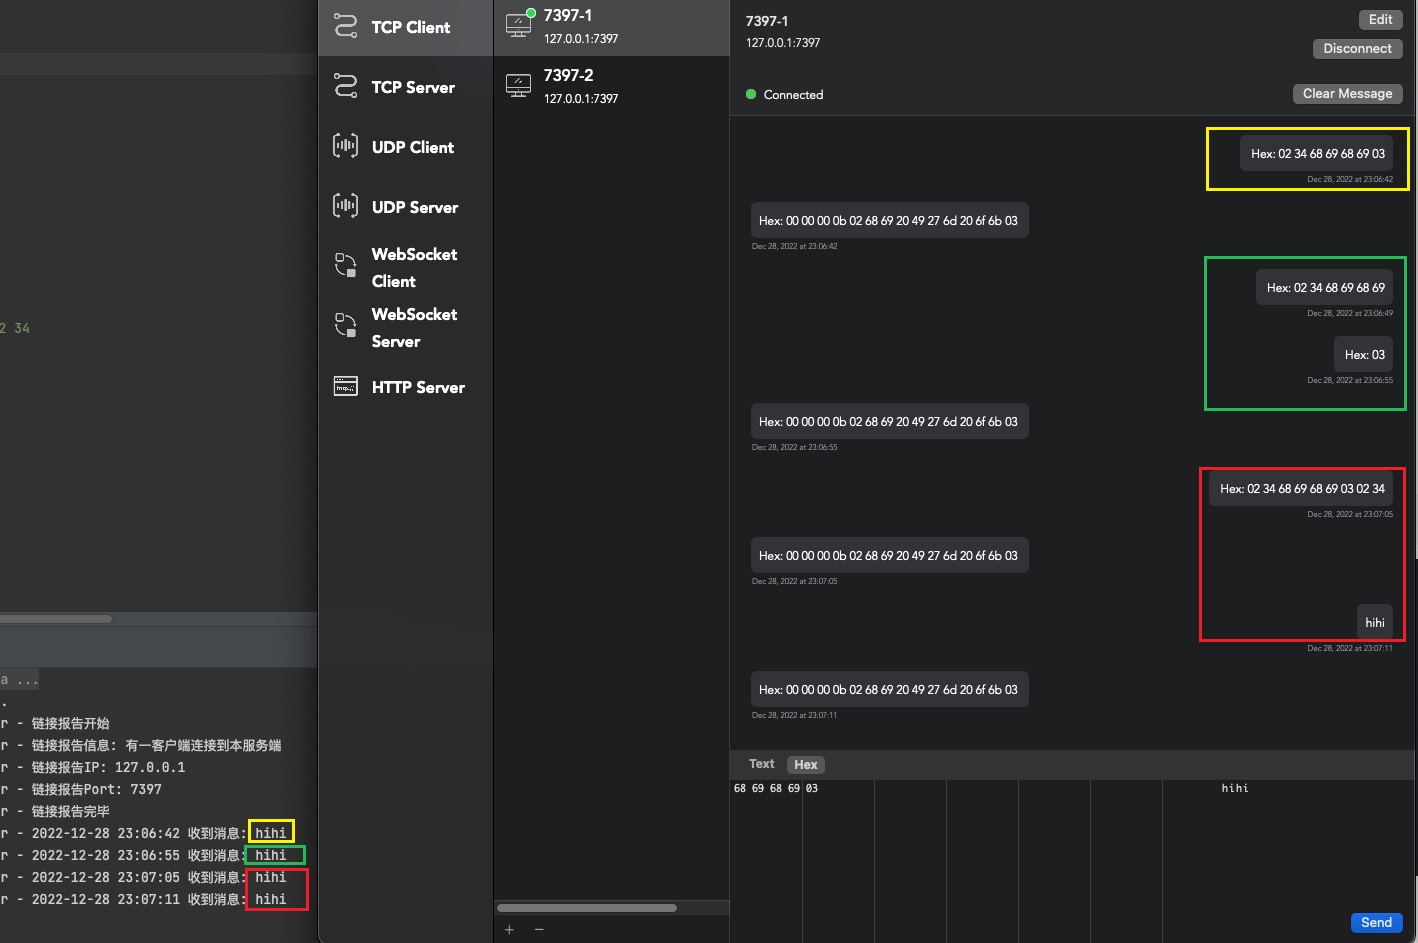 2 34
a ...
.
r - 链接报告开始
r - 链接报告信息: 有一客户端连接到本服务端
r - 链接报告IP: 127.0.0.1
r - 链接报告Port: 7397
r - 链接报告完毕
r - 2022-12-28 23:06:42 收到消息: hihi
r - 2022-12-28 23:06:55 收到消息: hihi
r - 2022-12-28 23:07:05 收到消息: hihi
r - 2022-12-28 23:07:11 收到消息: hihi
TCP Client
TCP Server
UDP Client
UDP Server
WebSocket
Client
WebSocket
Server
HTTP Server
7397-1
127.0.0.1:7397
7397-2
127.0.0.1:7397
+ −
7397-1
Edit
127.0.0.1:7397
Disconnect
Connected
Clear Message
Hex: 02 34 68 69 68 69 03
Dec 28, 2022 at 23:06:42
Hex: 00 00 00 0b 02 68 69 20 49 27 6d 20 6f 6b 03
Dec 28, 2022 at 23:06:42
Hex: 02 34 68 69 68 69
Dec 28, 2022 at 23:06:49
Hex: 03
Dec 28, 2022 at 23:06:55
Hex: 00 00 00 0b 02 68 69 20 49 27 6d 20 6f 6b 03
Dec 28, 2022 at 23:06:55
Hex: 02 34 68 69 68 69 03 02 34
Dec 28, 2022 at 23:07:05
Hex: 00 00 00 0b 02 68 69 20 49 27 6d 20 6f 6b 03
Dec 28, 2022 at 23:07:05
hihi
Dec 28, 2022 at 23:07:11
Hex: 00 00 00 0b 02 68 69 20 49 27 6d 20 6f 6b 03
Dec 28, 2022 at 23:07:11
Text Hex
68 69 68 69 03 hihi
Send